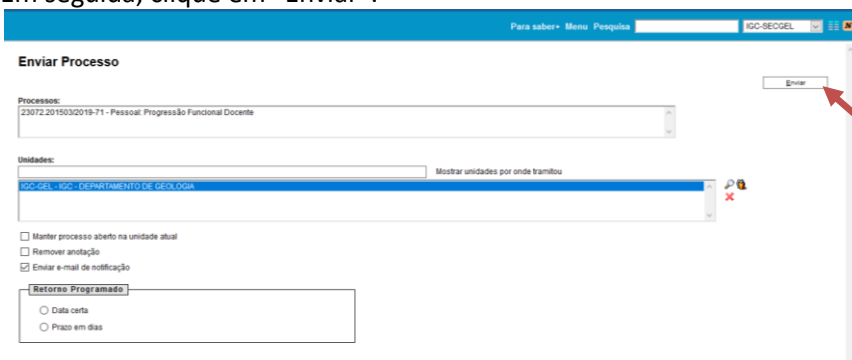 Em seguida, clique em "Enviar".
Para saber+ Menu Pesquisa IGC-SECGEL
Enviar Processo
Enviar
Processos:
23072.201503/2019-71 - Pessoal: Progressão Funcional Docente
Unidades:
Mostrar unidades por onde tramitou
IGC-GEL - IGC - DEPARTAMENTO DE GEOLOGIA
Manter processo aberto na unidade atual
Remover anotação
Enviar e-mail de notificação
Retorno Programado
Data certa
Prazo em dias